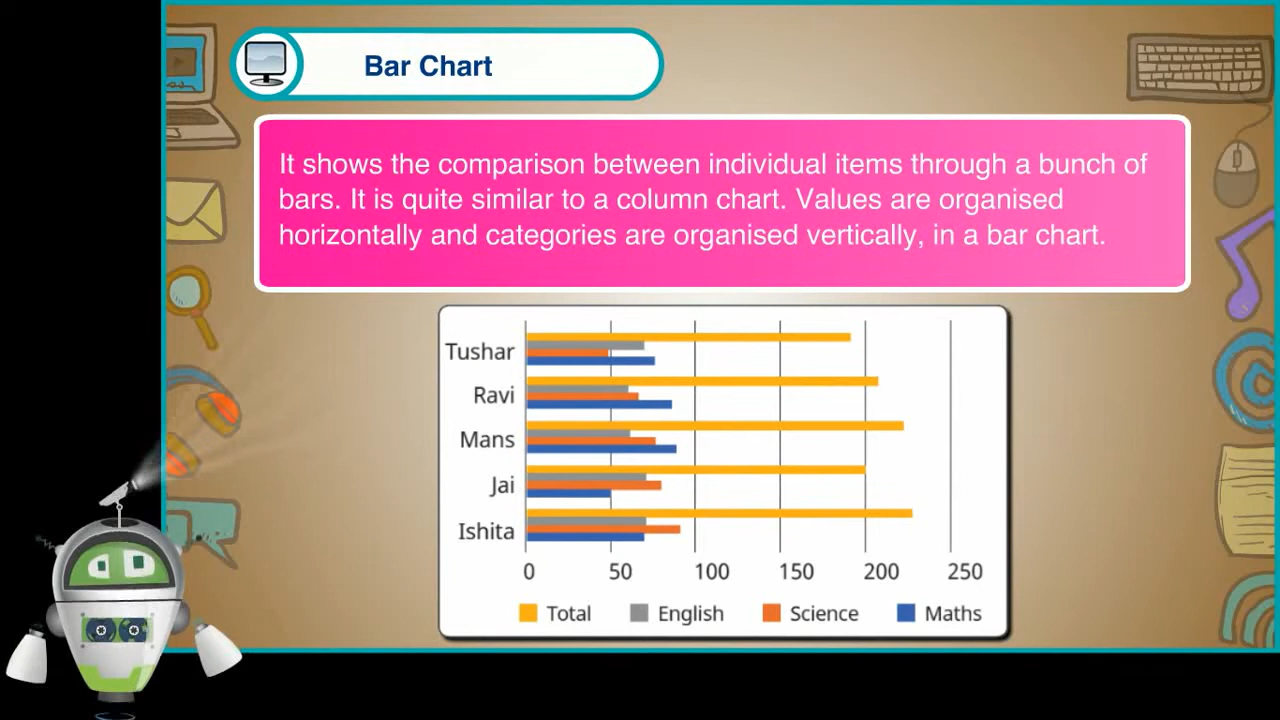 Bar Chart
It shows the comparison between individual items through a bunch of
bars. It is quite similar to a column chart. Values are organised
horizontally and categories are organised vertically, in a bar chart.
Tushar
Ravi
Mans
Jai
Ishita
0 50 100 150 200 250
Total English Science Maths